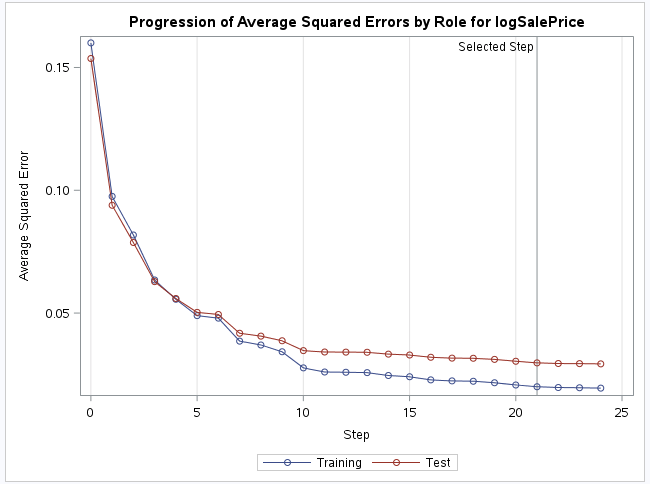 Progression of Average Squared Errors by Role for logSalePrice
Selected Step
0.15
0.10
0.05
Average Squared Error
0 5 10 15 20 25
Step
Training Test